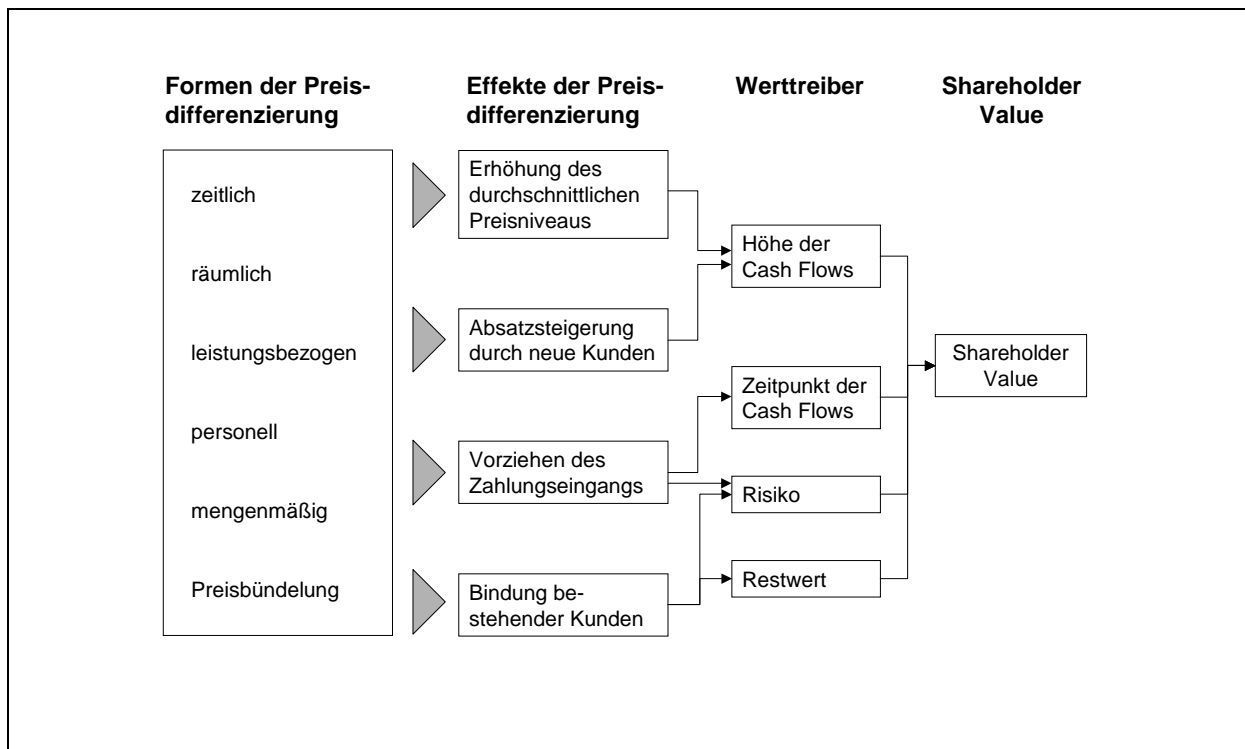 Formen der Preis-
differenzierung
zeitlich
räumlich
leistungsbezogen
personell
mengenmäßig
Preisbündelung
Effekte der Preis-
differenzierung
Erhöhung des
durchschnittlichen
Preisniveaus
Absatzsteigerung
durch neue Kunden
Vorziehen des
Zahlungseingangs
Bindung be-
stehender Kunden
Werttreiber
Höhe der
Cash Flows
Zeitpunkt der
Cash Flows
Risiko
Restwert
Shareholder
Value
Shareholder
Value